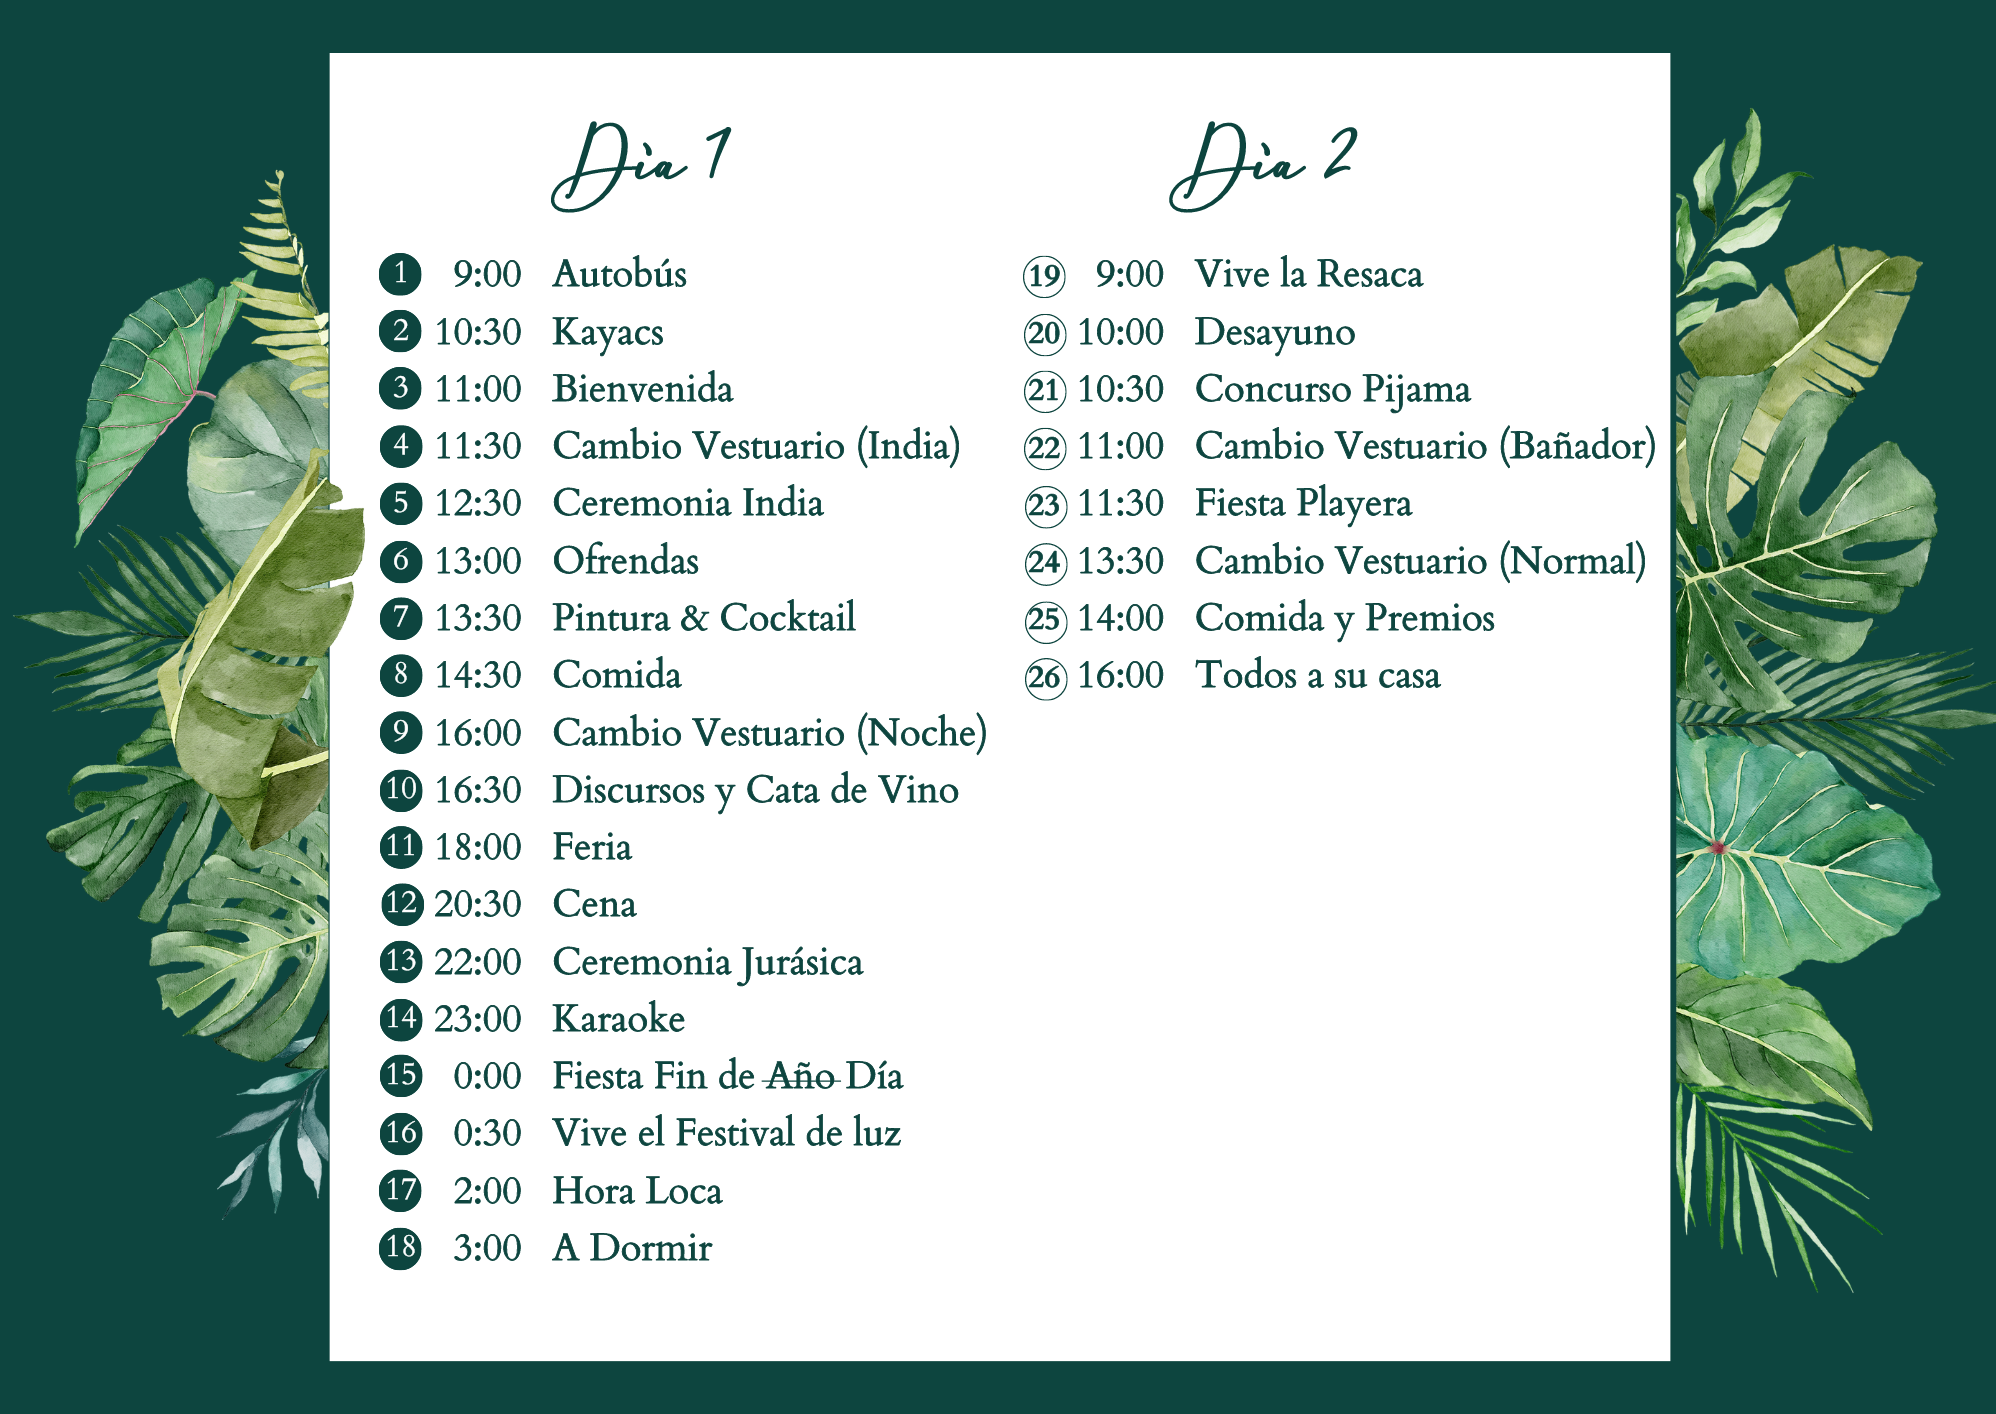 Dia 1
1 9:00 Autobús
2 10:30 Kayacs
3 11:00 Bienvenida
4 11:30 Cambio Vestuario (India)
5 12:30 Ceremonia India
6 13:00 Ofrendas
7 13:30 Pintura & Cocktail
8 14:30 Comida
9 16:00 Cambio Vestuario (Noche)
10 16:30 Discursos y Cata de Vino
11 18:00 Feria
12 20:30 Cena
13 22:00 Ceremonia Jurásica
14 23:00 Karaoke
15 0:00 Fiesta Fin de Año Día
16 0:30 Vive el Festival de luz
17 2:00 Hora Loca
18 3:00 A Dormir
Dia 2
19 9:00 Vive la Resaca
20 10:00 Desayuno
21 10:30 Concurso Pijama
22 11:00 Cambio Vestuario (Bañador)
23 11:30 Fiesta Playera
24 13:30 Cambio Vestuario (Normal)
25 14:00 Comida y Premios
26 16:00 Todos a su casa